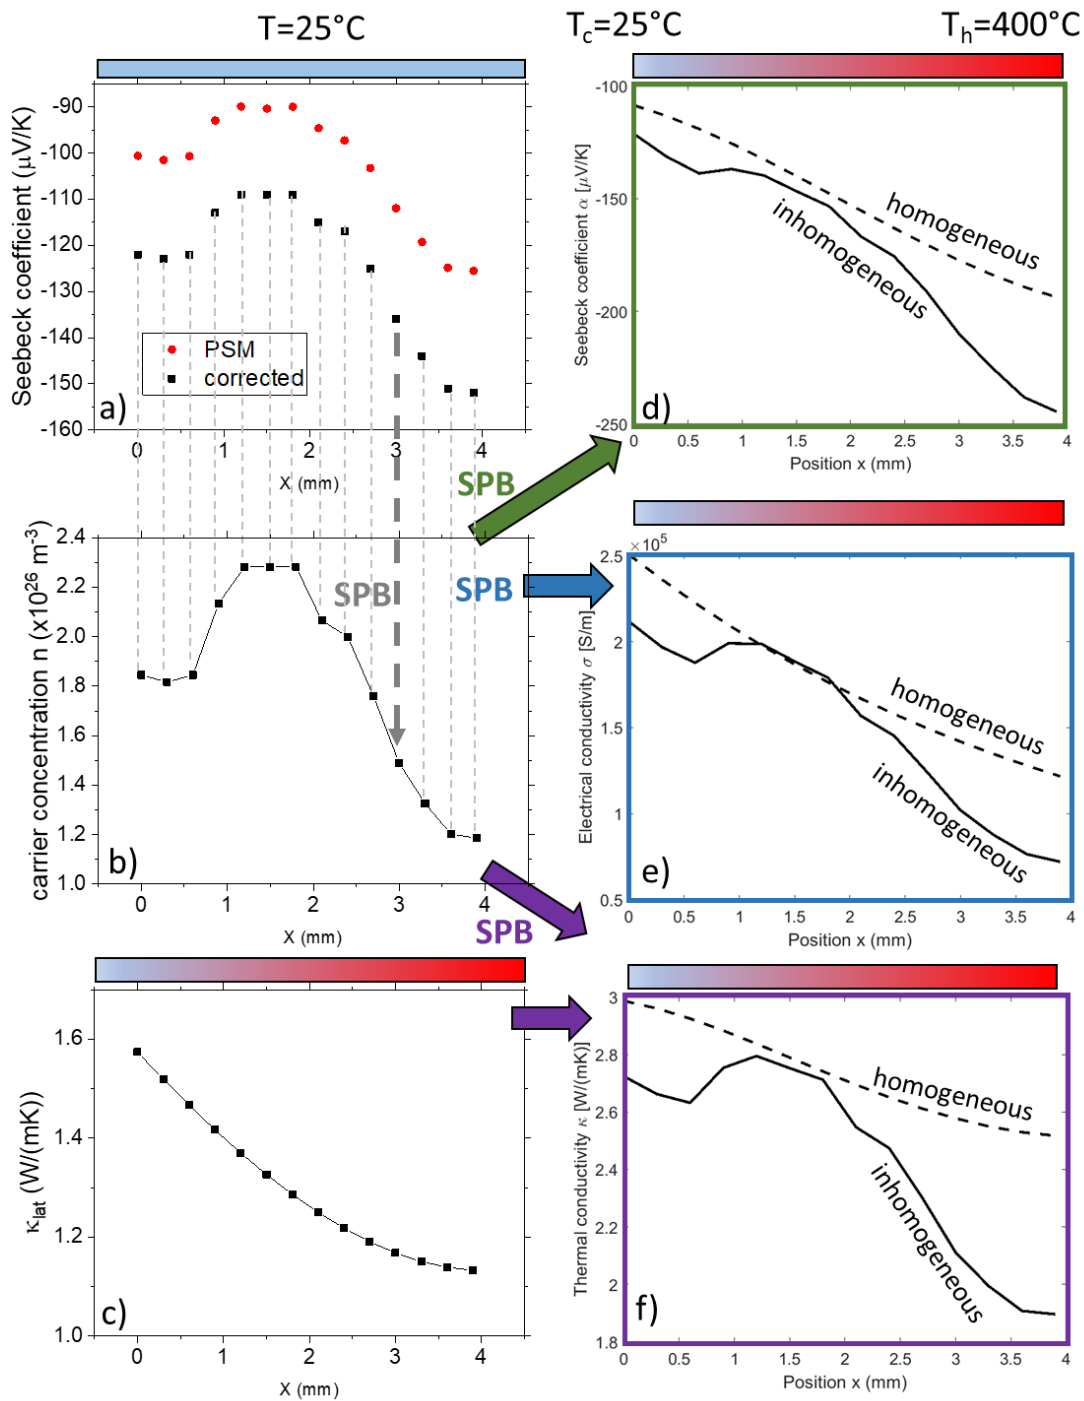 T=25°C
T_c=25°C
T_h=400°C
Seebeck coefficient (μV/K)
-90
-100
-110
-120
-130
-140
-150
-160
PSM
corrected
a)
0
1
2
3
4
X (mm)
Seebeck coefficient α [μV/K]
-100
-150
-200
-250
homogeneous
inhomogeneous
d)
0
0.5
1
1.5
2
2.5
3
3.5
4
Position x (mm)
SPB
SPB
SPB
carrier concentration n (x10^26 m^-3)
2.4
2.2
2.0
1.8
1.6
1.4
1.2
1.0
b)
0
1
2
3
4
X (mm)
SPB
Electrical conductivity σ [S/m]
×10^5
2.5
2
1.5
1
0.5
homogeneous
inhomogeneous
e)
0
0.5
1
1.5
2
2.5
3
3.5
4
Position x (mm)
κ_lat (W/(mK))
1.6
1.4
1.2
1.0
c)
0
1
2
3
4
X (mm)
Thermal conductivity κ [W/(mK)]
3
2.8
2.6
2.4
2.2
2
1.8
homogeneous
inhomogeneous
f)
0
0.5
1
1.5
2
2.5
3
3.5
4
Position x (mm)